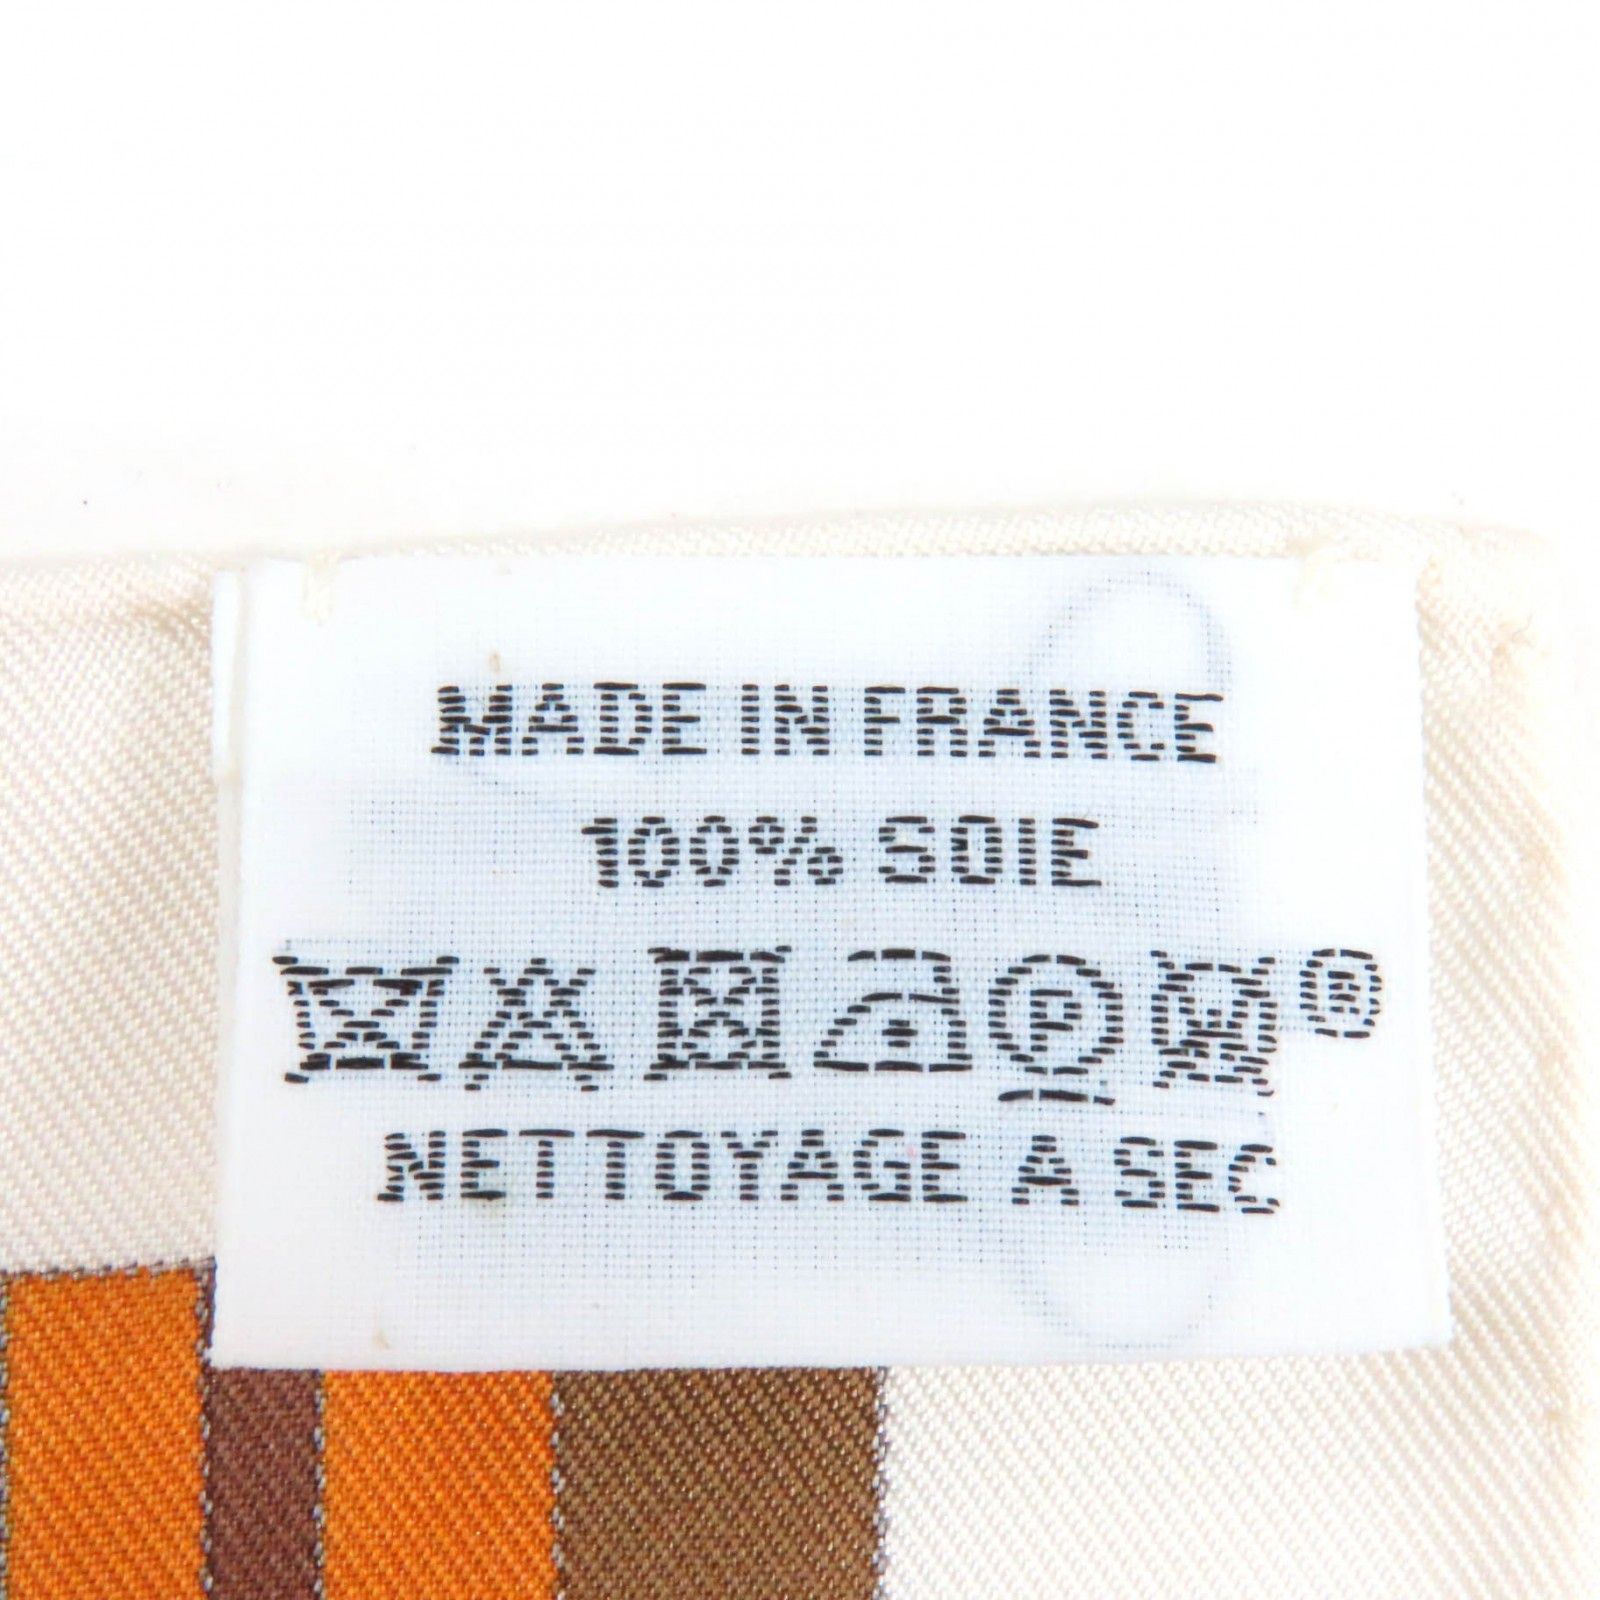 MADE IN FRANCE
100% SOIE
P W ®
NETTOYAGE A SEC